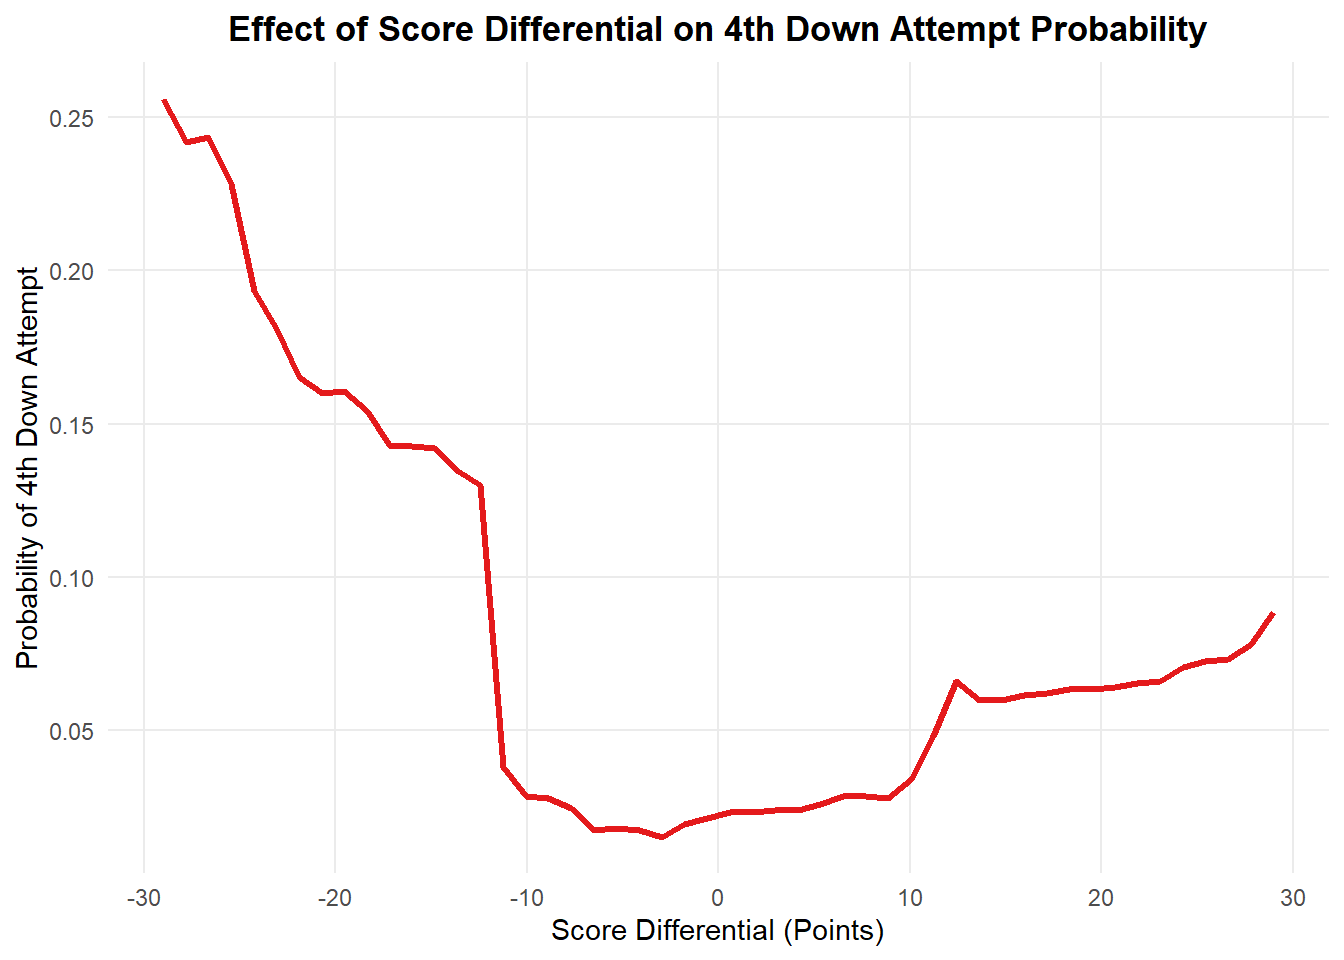 Effect of Score Differential on 4th Down Attempt Probability
Probability of 4th Down Attempt
0.25
0.20
0.15
0.10
0.05
-30 -20 -10 0 10 20 30
Score Differential (Points)